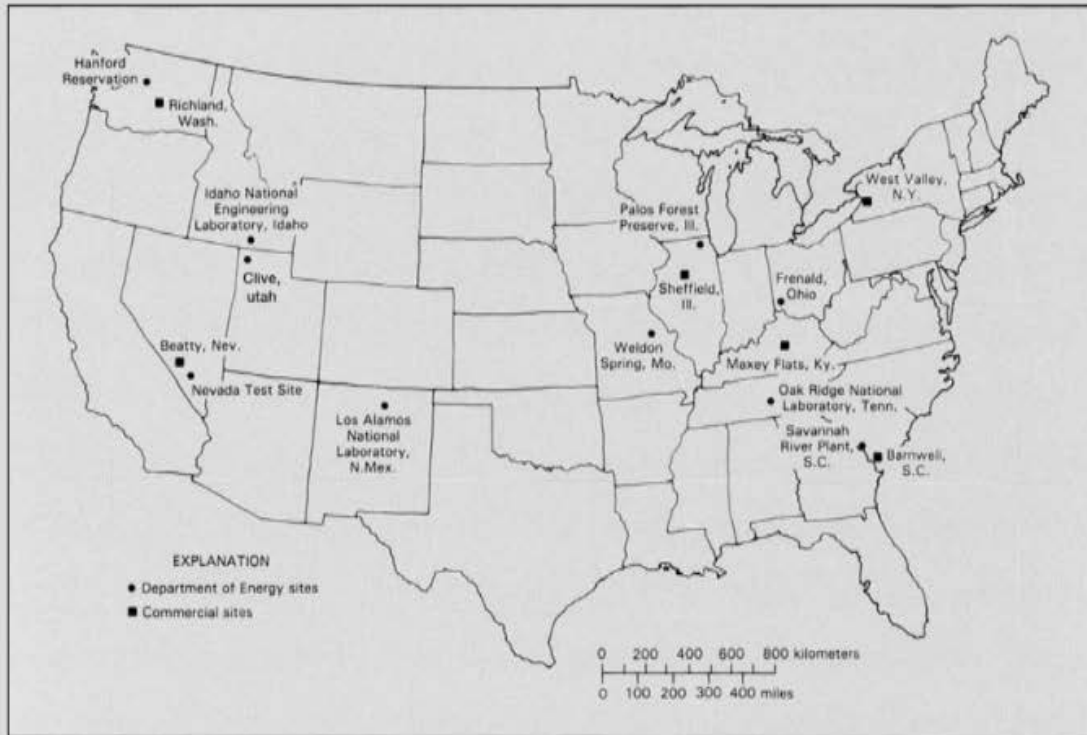 Hanford
Reservation
Richland,
Wash.
Idaho National
Engineering
Laboratory, Idaho
Clive,
utah
Beatty, Nev.
Nevada Test Site
Los Alamos
National
Laboratory,
N.Mex.
Palos Forest
Preserve, Ill.
Sheffield,
Ill.
Weldon
Spring, Mo.
West Valley,
N.Y.
Frenald,
Ohio
Maxey Flats, Ky.
Oak Ridge National
Laboratory, Tenn.
Savannah
River Plant,
S.C.
Barnwell,
S.C.
EXPLANATION
Department of Energy sites
Commercial sites
0 200 400 600 800 kilometers
0 100 200 300 400 miles